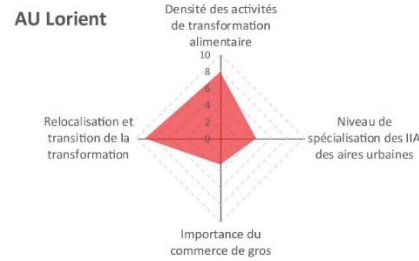 AU Lorient
Densité des activités
de transformation
alimentaire
10
8
6
4
2
0
Relocalisation et
transition de la
transformation
Niveau de
spécialisation des IIA
des aires urbaines
Importance du
commerce de gros